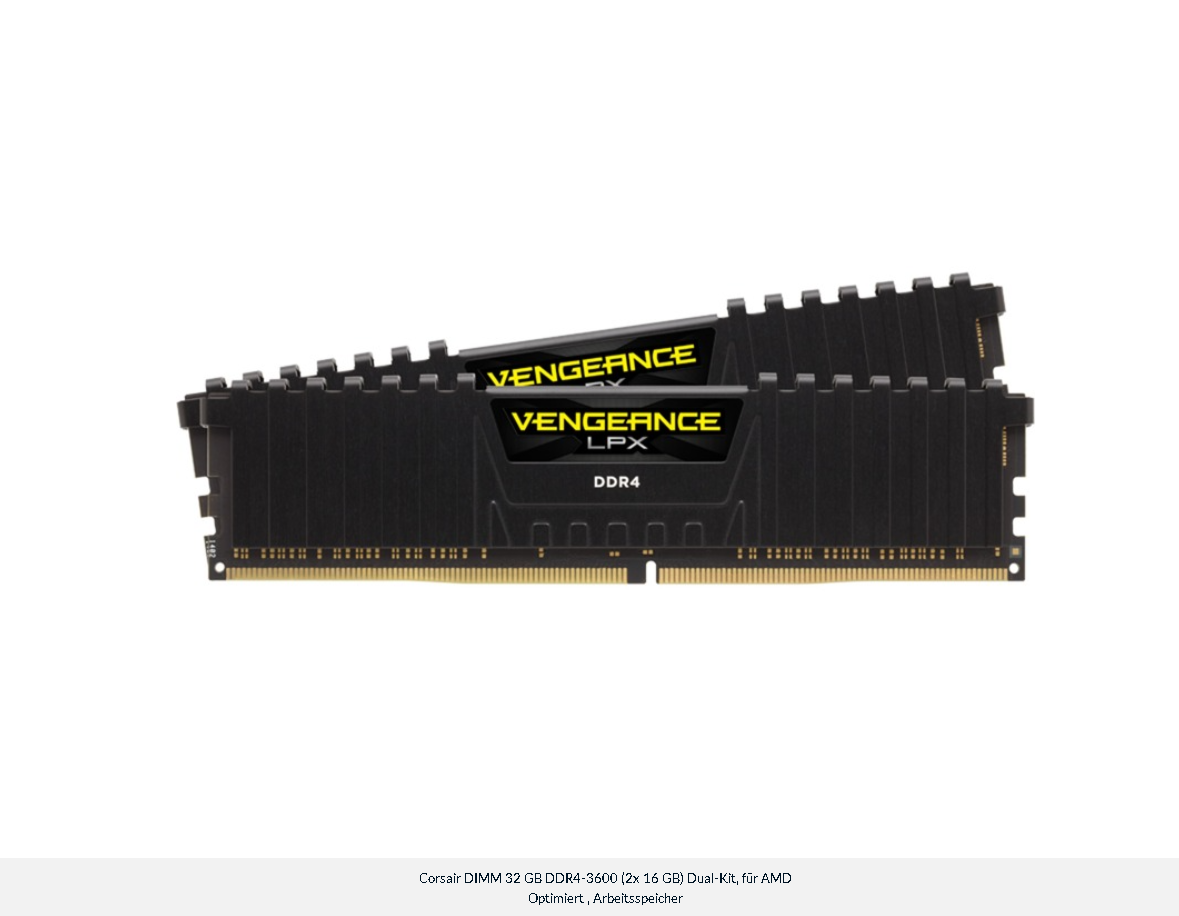 VENGEANCE
VENGEANCE
LPX
DDR4
Corsair DIMM 32 GB DDR4-3600 (2x 16 GB) Dual-Kit, für AMD
Optimiert , Arbeitsspeicher